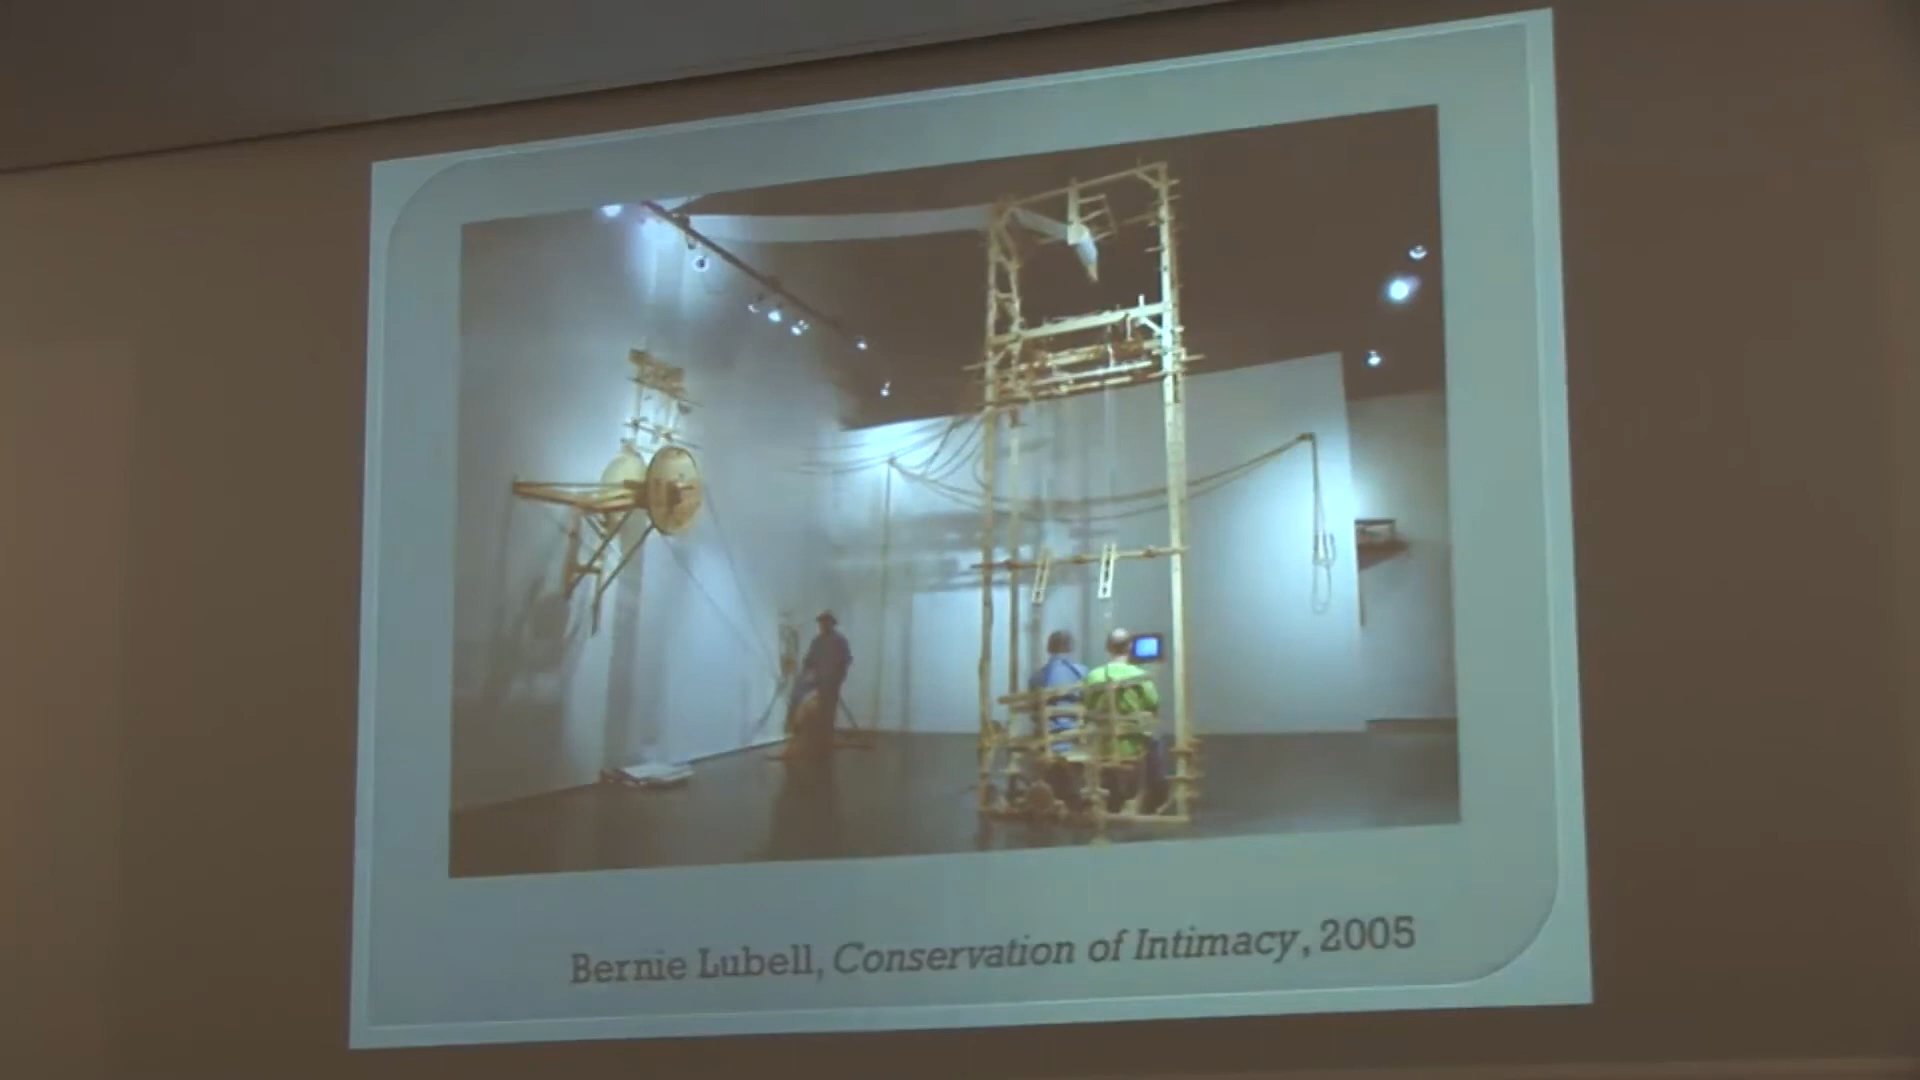 Bernie Lubell, Conservation of Intimacy, 2005